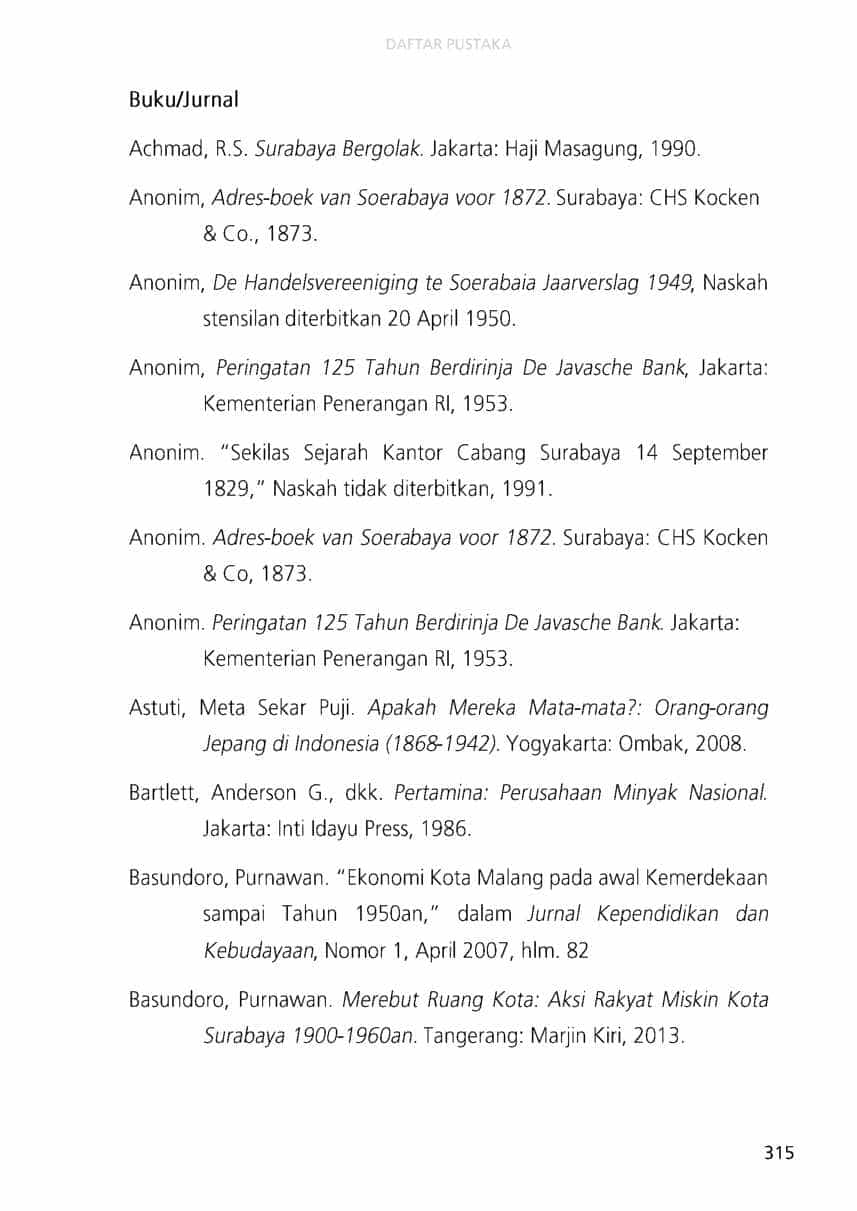 DAFTAR PUSTAKA
Buku/Jurnal
Achmad, R.S. Surabaya Bergolak. Jakarta: Haji Masagung, 1990.
Anonim, Adres-boek van Soerabaya voor 1872. Surabaya: CHS Kocken
& Co., 1873.
Anonim, De Handelsvereeniging te Soerabaia Jaarverslag 1949, Naskah
stensilan diterbitkan 20 April 1950.
Anonim, Peringatan 125 Tahun Berdirinja De Javasche Bank, Jakarta:
Kementerian Penerangan RI, 1953.
Anonim. “Sekilas Sejarah Kantor Cabang Surabaya 14 September
1829,” Naskah tidak diterbitkan, 1991.
Anonim. Adres-boek van Soerabaya voor 1872. Surabaya: CHS Kocken
& Co, 1873.
Anonim. Peringatan 125 Tahun Berdirinja De Javasche Bank. Jakarta:
Kementerian Penerangan RI, 1953.
Astuti, Meta Sekar Puji. Apakah Mereka Mata-mata?: Orang-orang
Jepang di Indonesia (1868-1942). Yogyakarta: Ombak, 2008.
Bartlett, Anderson G., dkk. Pertamina: Perusahaan Minyak Nasional.
Jakarta: Inti Idayu Press, 1986.
Basundoro, Purnawan. “Ekonomi Kota Malang pada awal Kemerdekaan
sampai Tahun 1950an,” dalam Jurnal Kependidikan dan
Kebudayaan, Nomor 1, April 2007, hlm. 82
Basundoro, Purnawan. Merebut Ruang Kota: Aksi Rakyat Miskin Kota
Surabaya 1900-1960an. Tangerang: Marjin Kiri, 2013.
315